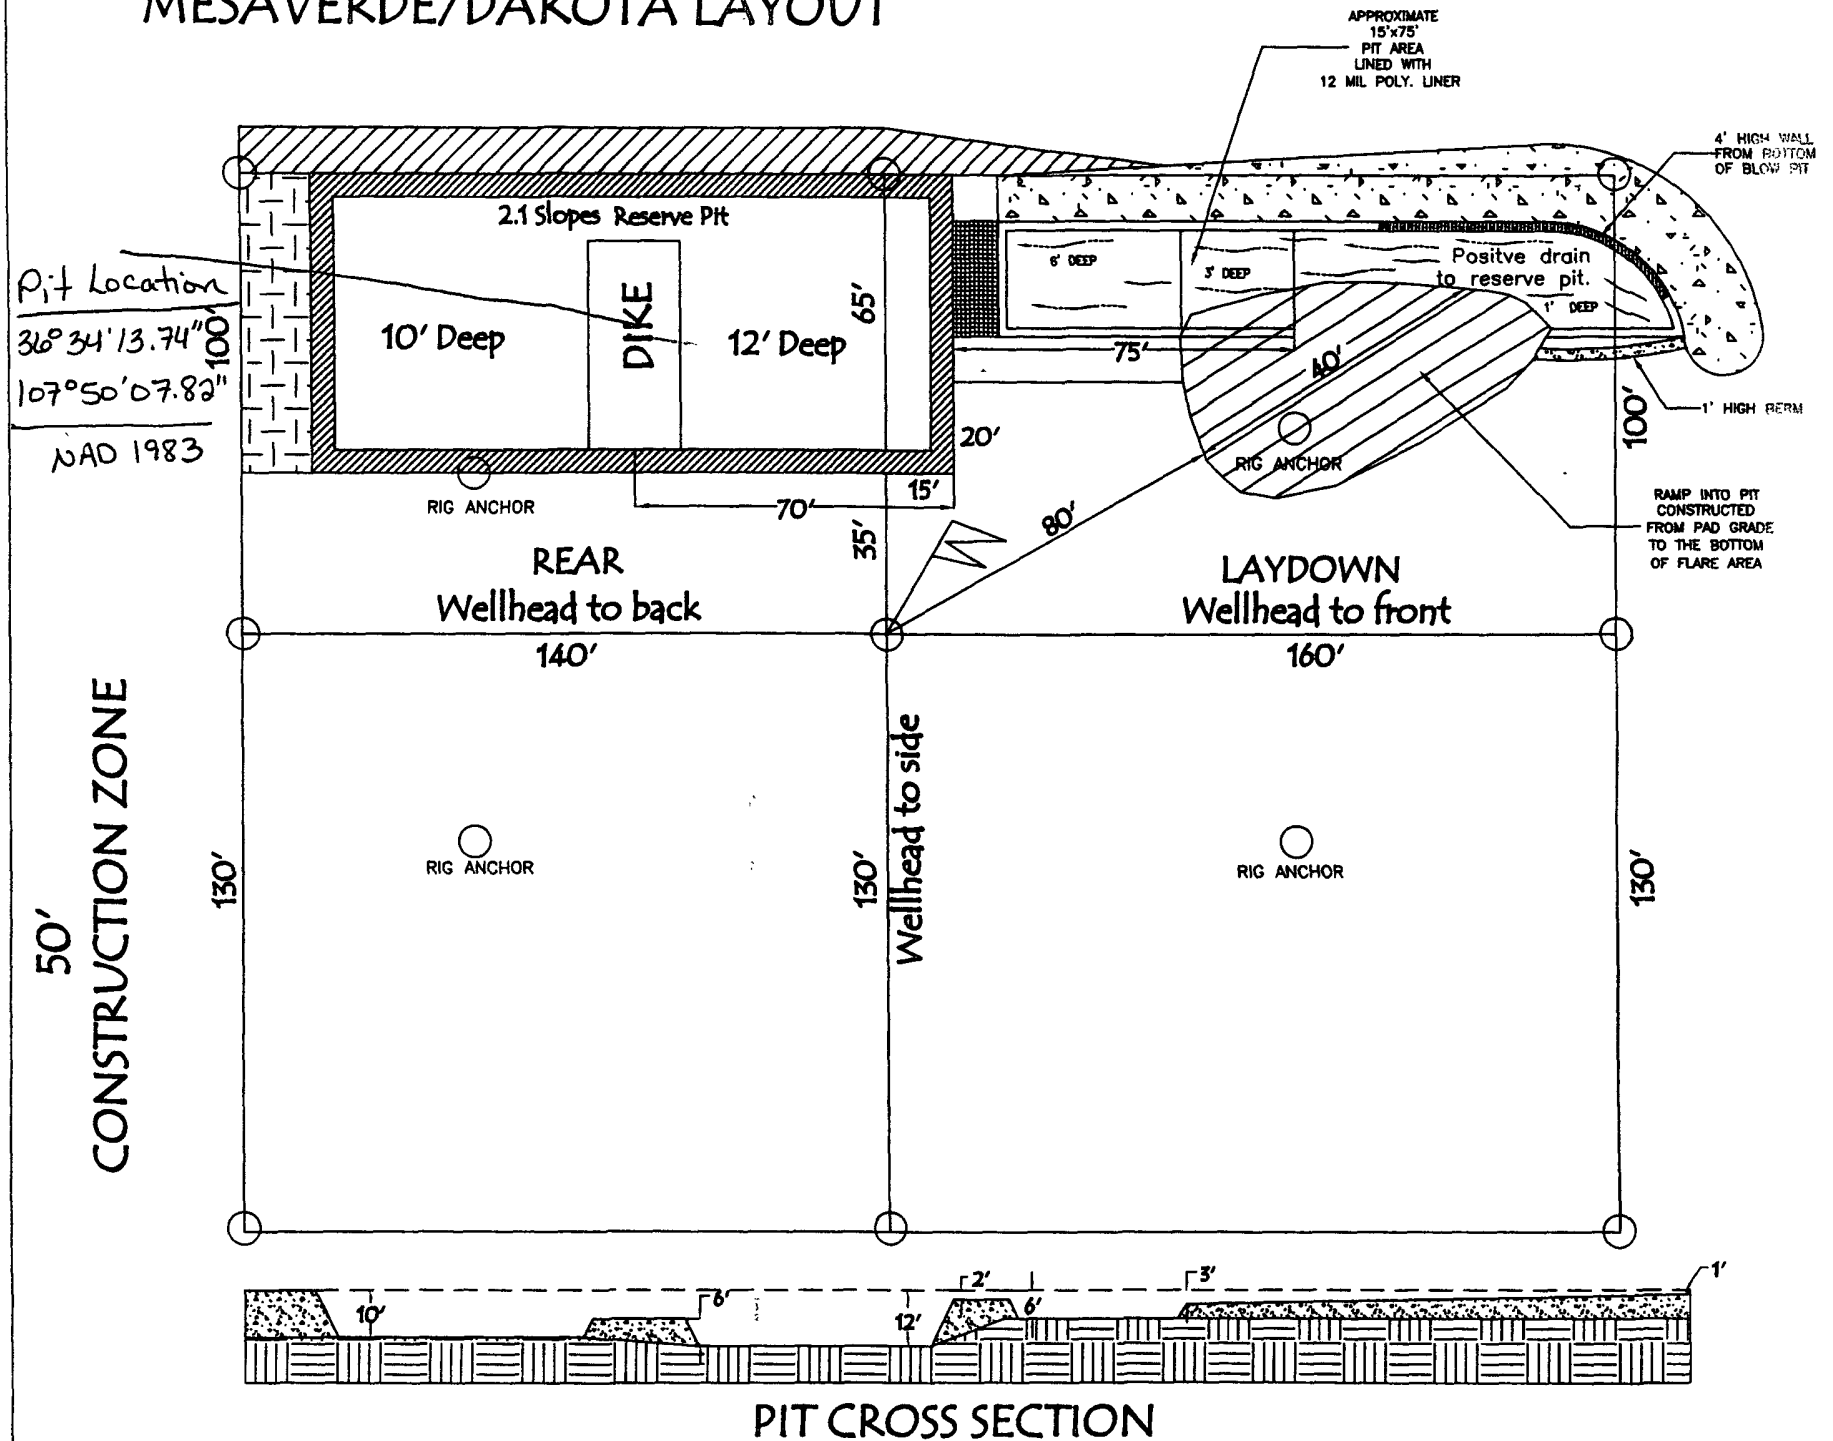 MESAVERDE/DAKOTA LAYOUT
APPROXIMATE
15'x75'
PIT AREA
LINED WITH
12 MIL POLY. LINER
4' HIGH WALL
FROM BOTTOM
OF BLOW PIT
2.1 Slopes Reserve Pit
6' DEEP
3' DEEP
Positve drain
to reserve pit.
1' DEEP
Pit Location
36° 34' 13.74"
107° 50' 07.82"
NAD 1983
100'
10' Deep
DIKE
12' Deep
65'
75'
40'
1' HIGH BERM
100'
20'
RIG ANCHOR
15'
RIG ANCHOR
70'
35'
80'
RAMP INTO PIT
CONSTRUCTED
FROM PAD GRADE
TO THE BOTTOM
OF FLARE AREA
REAR
Wellhead to back
LAYDOWN
Wellhead to front
140'
160'
50'
CONSTRUCTION ZONE
130'
RIG ANCHOR
130'
Wellhead to side
RIG ANCHOR
130'
10'
6'
12'
2'
6'
3'
1'
PIT CROSS SECTION